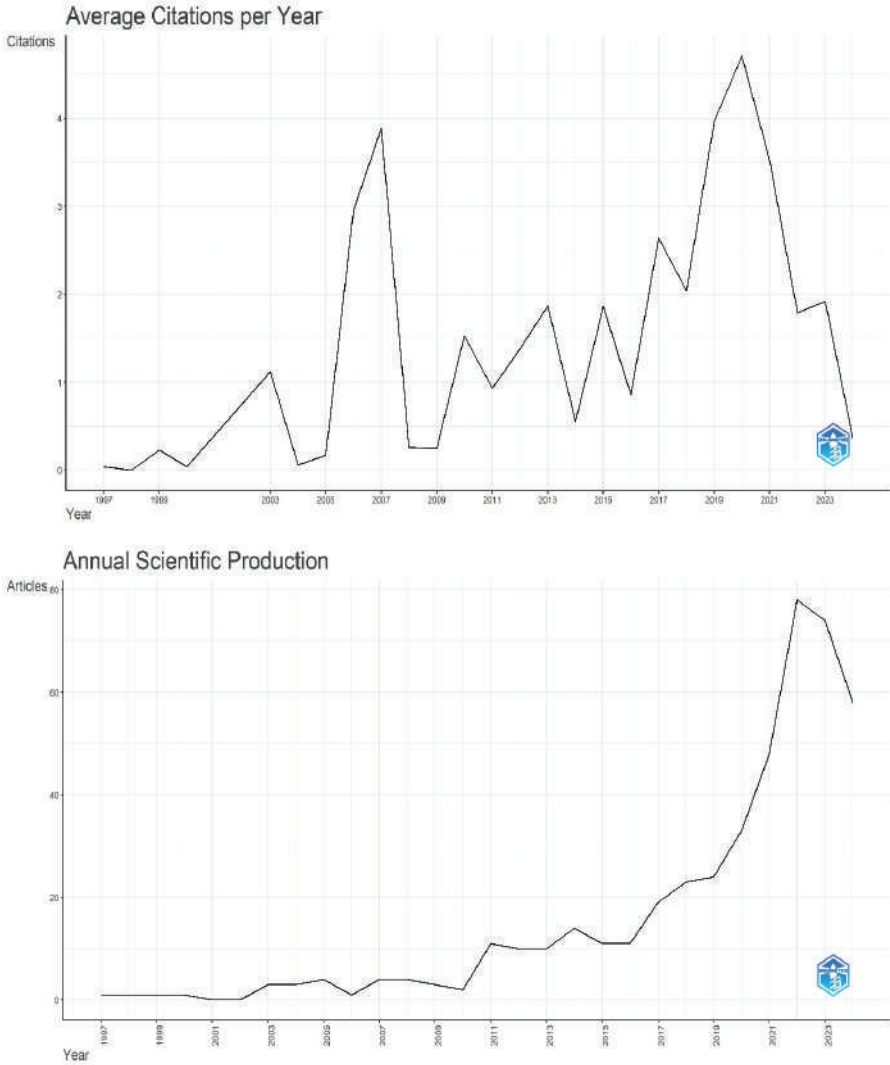 Average Citations per Year
Citations
4
3
2
1
0
1997 1999 2003 2005 2007 2009 2011 2013 2015 2017 2019 2021 2023
Year
Annual Scientific Production
Articles
80
60
40
20
0
1997 1999 2001 2003 2005 2007 2009 2011 2013 2015 2017 2019 2021 2023
Year